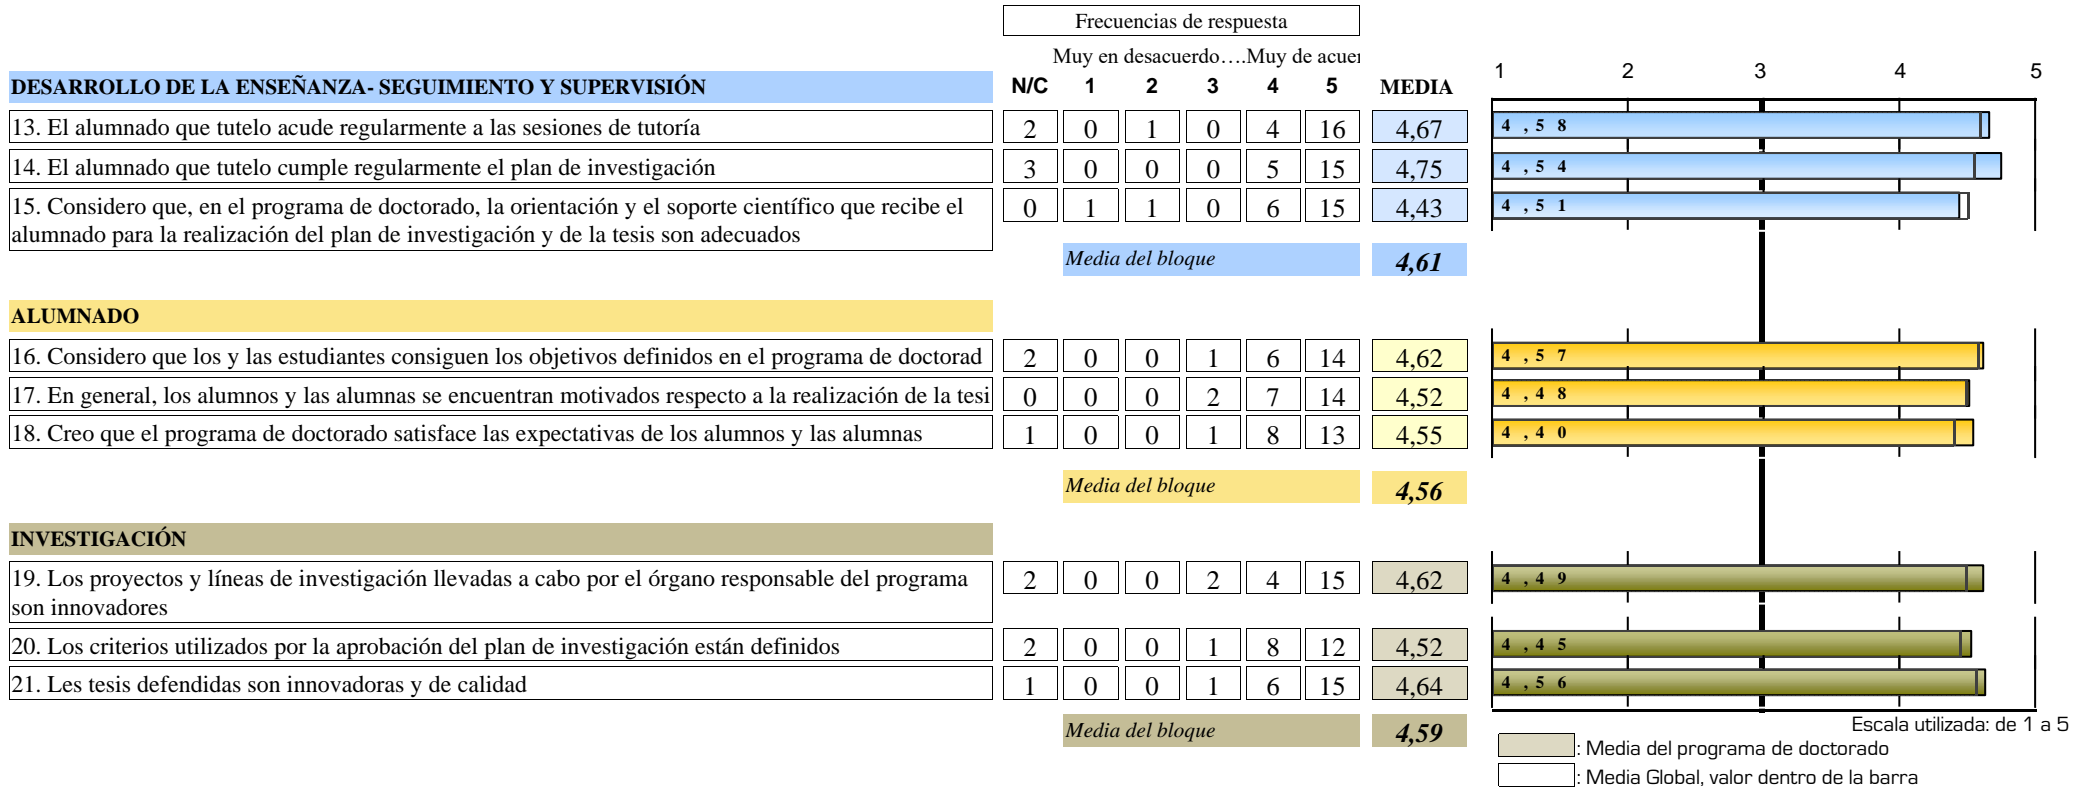 Frecuencias de respuesta
Muy en desacuerdo….Muy de acuer
DESARROLLO DE LA ENSEÑANZA- SEGUIMIENTO Y SUPERVISIÓN N/C 1 2 3 4 5 MEDIA 1 2 3 4 5
13. El alumnado que tutelo acude regularmente a las sesiones de tutoría 2 0 1 0 4 16 4,67 4,58
14. El alumnado que tutelo cumple regularmente el plan de investigación 3 0 0 0 5 15 4,75 4,54
15. Considero que, en el programa de doctorado, la orientación y el soporte científico que recibe el 0 1 1 0 6 15 4,43 4,51
alumnado para la realización del plan de investigación y de la tesis son adecuados
Media del bloque 4,61
ALUMNADO
16. Considero que los y las estudiantes consiguen los objetivos definidos en el programa de doctorad 2 0 0 1 6 14 4,62 4,57
17. En general, los alumnos y las alumnas se encuentran motivados respecto a la realización de la tesi 0 0 0 2 7 14 4,52 4,48
18. Creo que el programa de doctorado satisface las expectativas de los alumnos y las alumnas 1 0 0 1 8 13 4,55 4,40
Media del bloque 4,56
INVESTIGACIÓN
19. Los proyectos y líneas de investigación llevadas a cabo por el órgano responsable del programa 2 0 0 2 4 15 4,62 4,49
son innovadores
20. Los criterios utilizados por la aprobación del plan de investigación están definidos 2 0 0 1 8 12 4,52 4,45
21. Les tesis defendidas son innovadoras y de calidad 1 0 0 1 6 15 4,64 4,56
Media del bloque 4,59
Escala utilizada: de 1 a 5
: Media del programa de doctorado
: Media Global, valor dentro de la barra